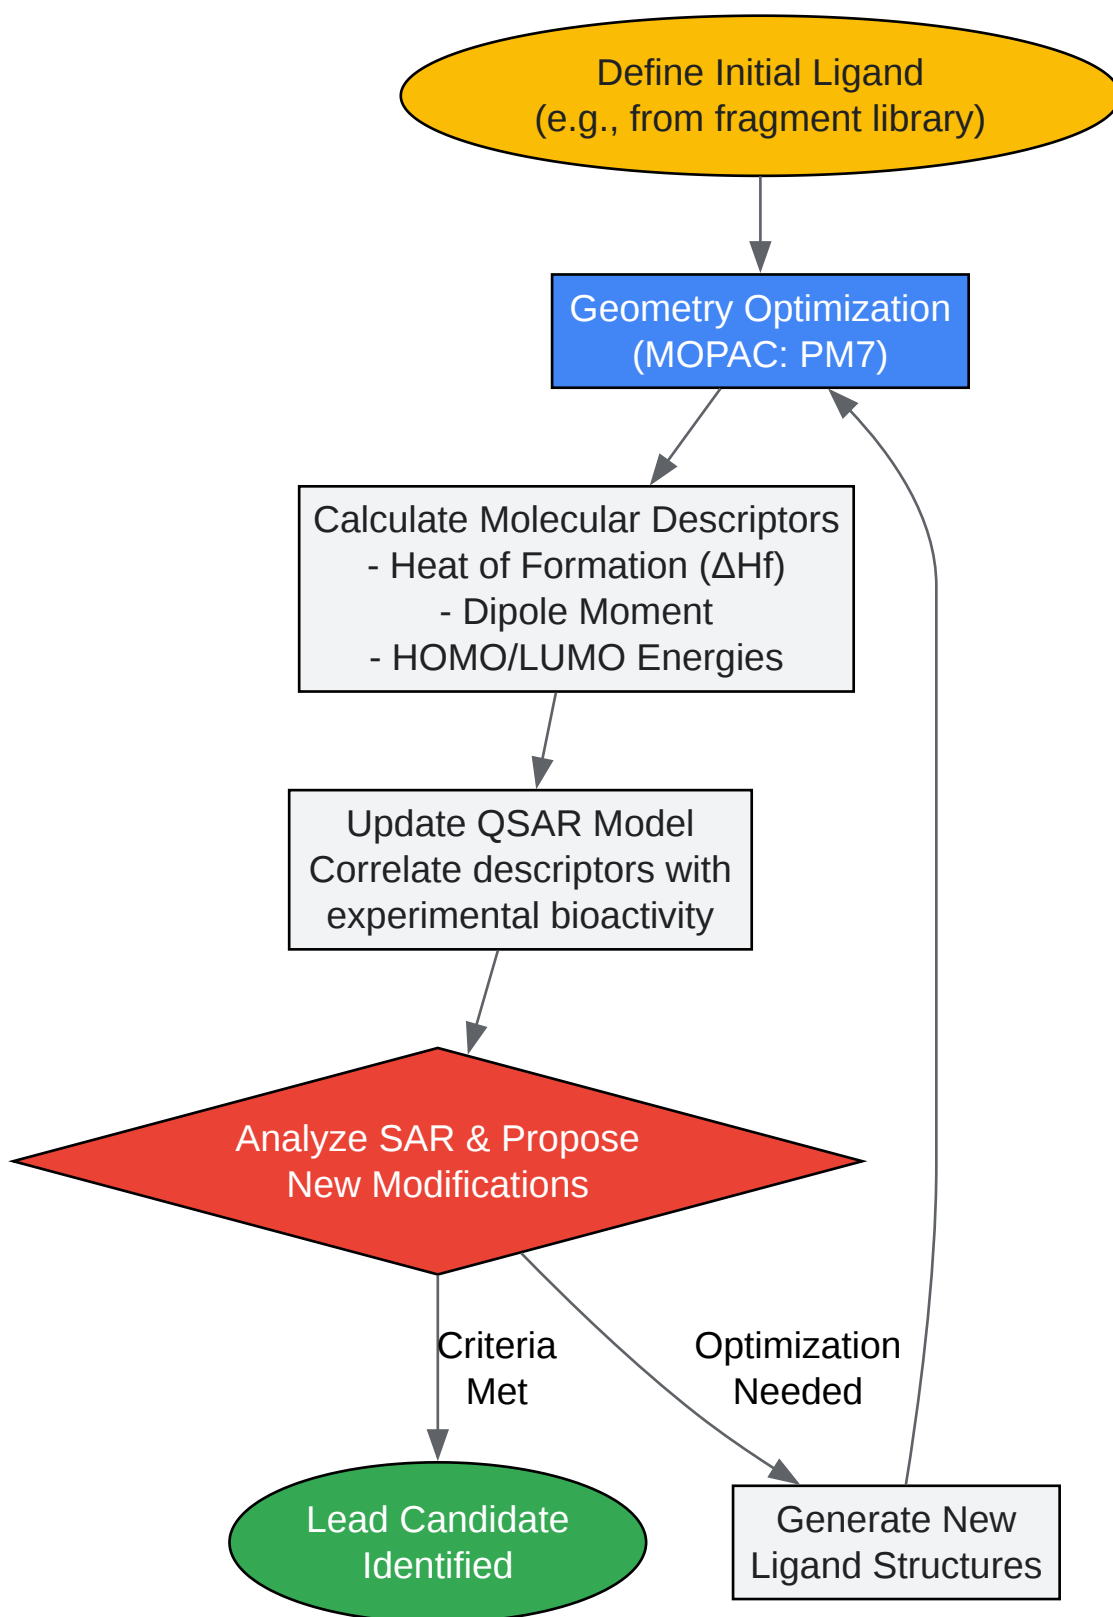 Define Initial Ligand
(e.g., from fragment library)
Geometry Optimization
(MOPAC: PM7)
Calculate Molecular Descriptors
- Heat of Formation (ΔHf)
- Dipole Moment
- HOMO/LUMO Energies
Update QSAR Model
Correlate descriptors with
experimental bioactivity
Analyze SAR & Propose
New Modifications
Criteria
Met
Optimization
Needed
Lead Candidate
Identified
Generate New
Ligand Structures